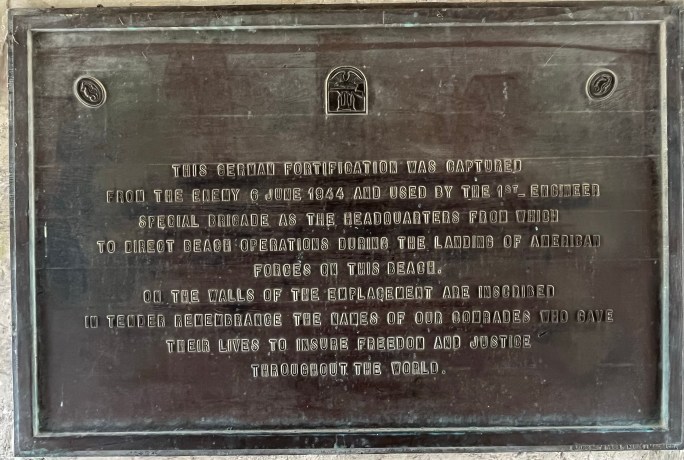 THIS GERMAN FORTIFICATION WAS CAPTURED
FROM THE ENEMY 6 JUNE 1944 AND USED BY THE 1ST_ ENGINEER
SPECIAL BRIGADE AS THE HEADQUARTERS FROM WHICH
TO DIRECT BEACH OPERATIONS DURING THE LANDING OF AMERICAN
FORCES ON THIS BEACH.
ON THE WALLS OF THE EMPLACEMENT ARE INSCRIBED
IN TENDER REMEMBRANCE THE NAMES OF OUR COMRADES WHO GAVE
THEIR LIVES TO INSURE FREEDOM AND JUSTICE
THROUGHOUT THE WORLD.